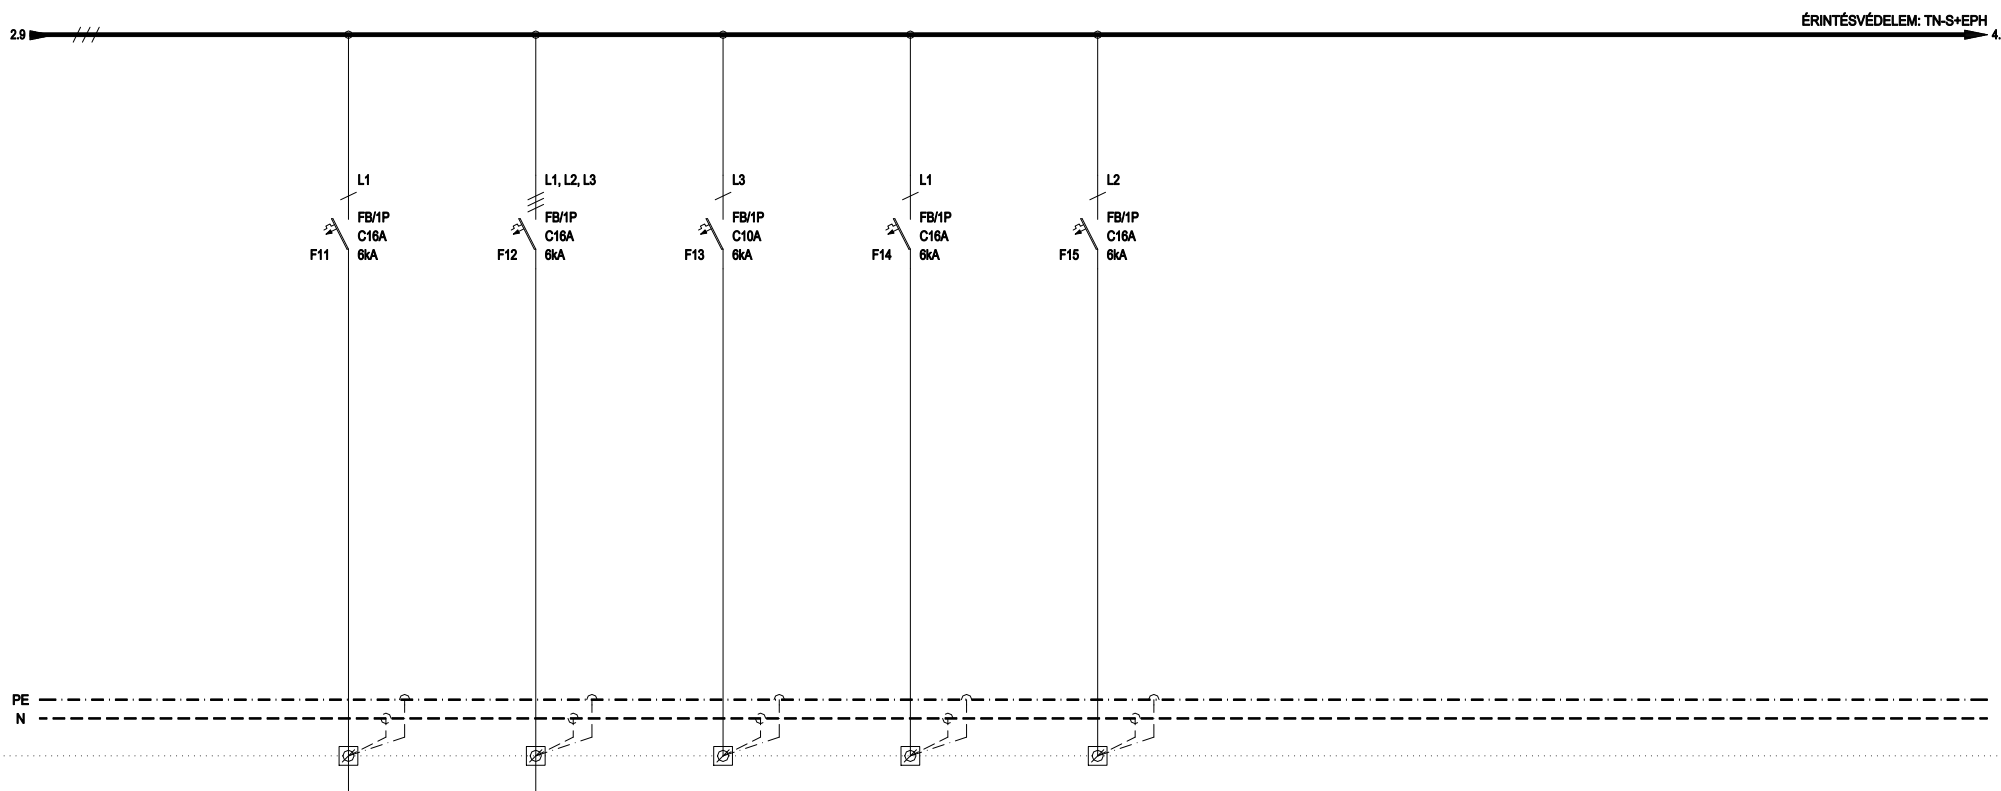 ÉRINTÉSVÉDELEM: TN-S+EPH
2.9
4.
L1
FB/1P
C16A
6kA
F11
L1, L2, L3
FB/1P
C16A
6kA
F12
L3
FB/1P
C10A
6kA
F13
L1
FB/1P
C16A
6kA
F14
L2
FB/1P
C16A
6kA
F15
PE
N